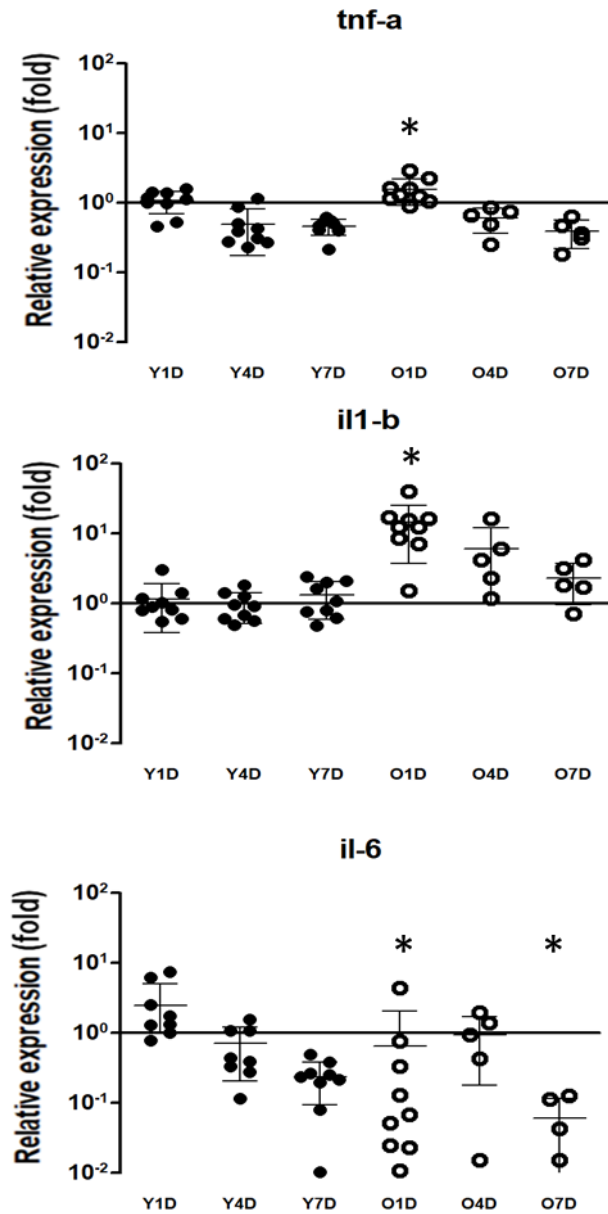 tnf-a
Relative expression (fold)
10²
10¹
10⁰
10⁻¹
10⁻²
*
Y1D Y4D Y7D O1D O4D O7D
il1-b
Relative expression (fold)
10²
10¹
10⁰
10⁻¹
10⁻²
*
Y1D Y4D Y7D O1D O4D O7D
il-6
Relative expression (fold)
10²
10¹
10⁰
10⁻¹
10⁻²
* *
Y1D Y4D Y7D O1D O4D O7D